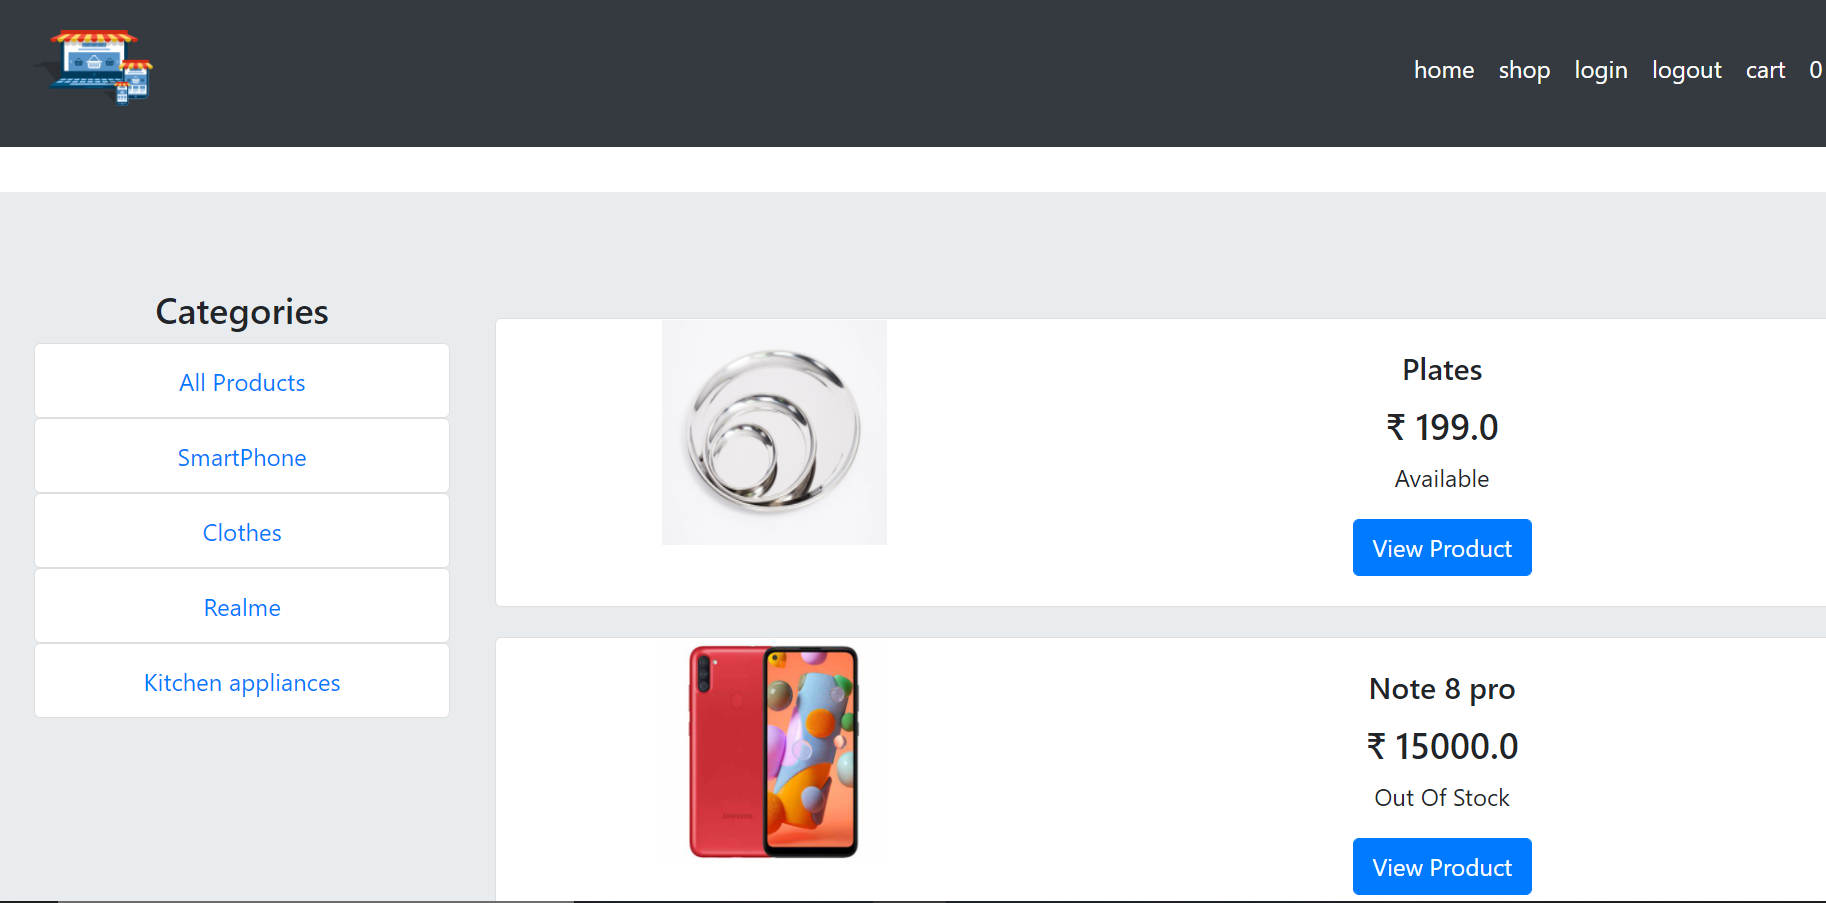 home shop login logout cart 0
Categories
All Products
SmartPhone
Clothes
Realme
Kitchen appliances
Plates
₹ 199.0
Available
View Product
SAMSUNG
Note 8 pro
₹ 15000.0
Out Of Stock
View Product